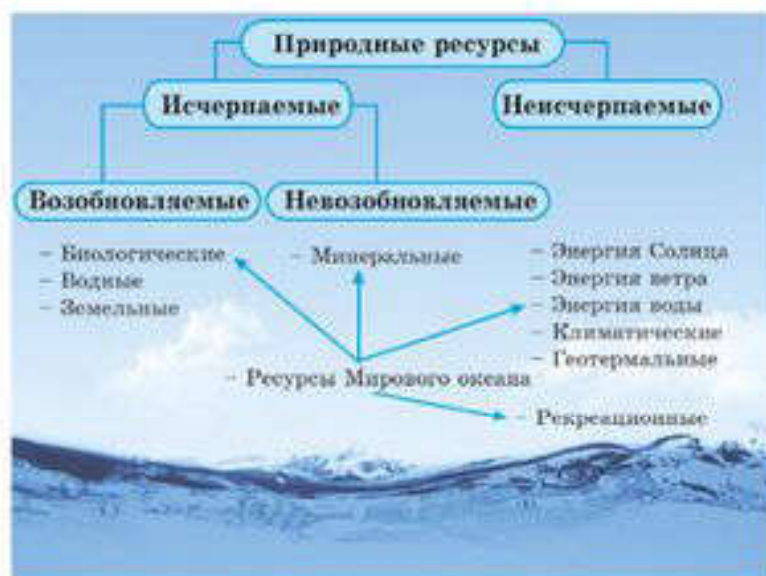 Природные ресурсы
Исчерпаемые
Неисчерпаемые
Возобновляемые
Невозобновляемые
– Биологические
– Водные
– Земельные
– Минеральные
– Энергия Солнца
– Энергия ветра
– Энергия воды
– Климатические
– Геотермальные
– Ресурсы Мирового океана
– Рекреационные